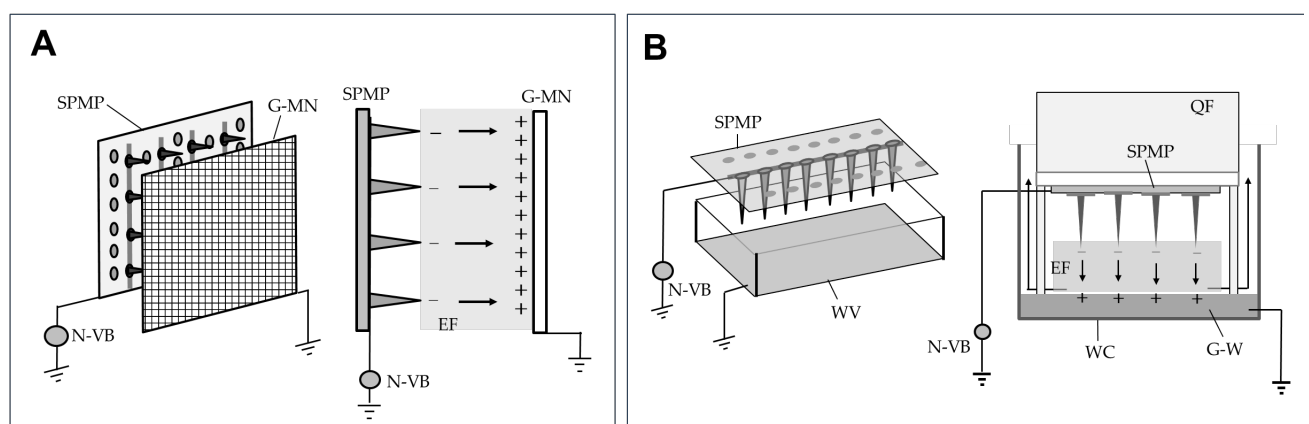 A
SPMP
G-MN
N-VB
SPMP
G-MN
− +
− +
− +
− +
EF
N-VB
B
SPMP
N-VB
WV
QF
SPMP
EF
− − − −
+ + + +
N-VB
WC
G-W